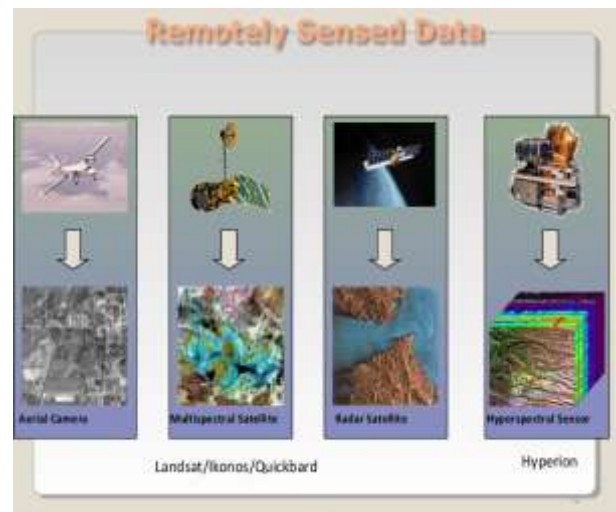 Remotely Sensed Data
Aerial Camera
Multispectral Satellite
Radar Satellite
Hyperspectral Sensor
Landsat/Ikonos/Quickbard
Hyperion